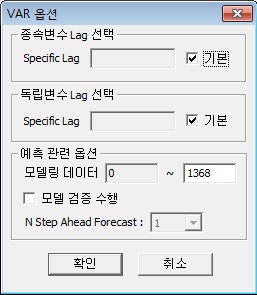 VAR 옵션
종속변수 Lag 선택
Specific Lag
기본
독립변수 Lag 선택
Specific Lag
기본
예측 관련 옵션
모델링 데이터 0 ~ 1368
모델 검증 수행
N Step Ahead Forecast : 1
확인 취소